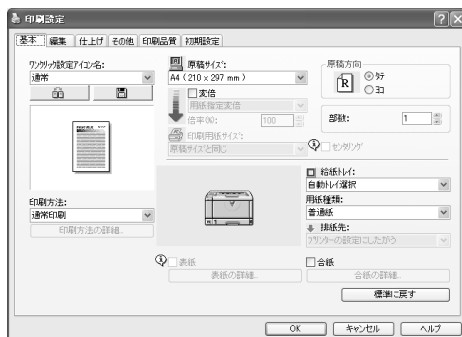 印刷設定
基本 編集 仕上げ その他 印刷品質 初期設定
ワンクリック設定アイコン名:
通常
印刷方法:
通常印刷
印刷方法の詳細...
原稿サイズ:
A4 (210 x 297 mm)
変倍
用紙指定変倍
倍率(%): 100
印刷用紙サイズ:
原稿サイズと同じ
原稿方向
R
タテ
ヨコ
部数: 1
センタリング
給紙トレイ:
自動トレイ選択
用紙種類:
普通紙
排紙先:
プリンターの設定にしたがう
表紙
表紙の詳細...
合紙
合紙の詳細...
標準に戻す
OK キャンセル ヘルプ